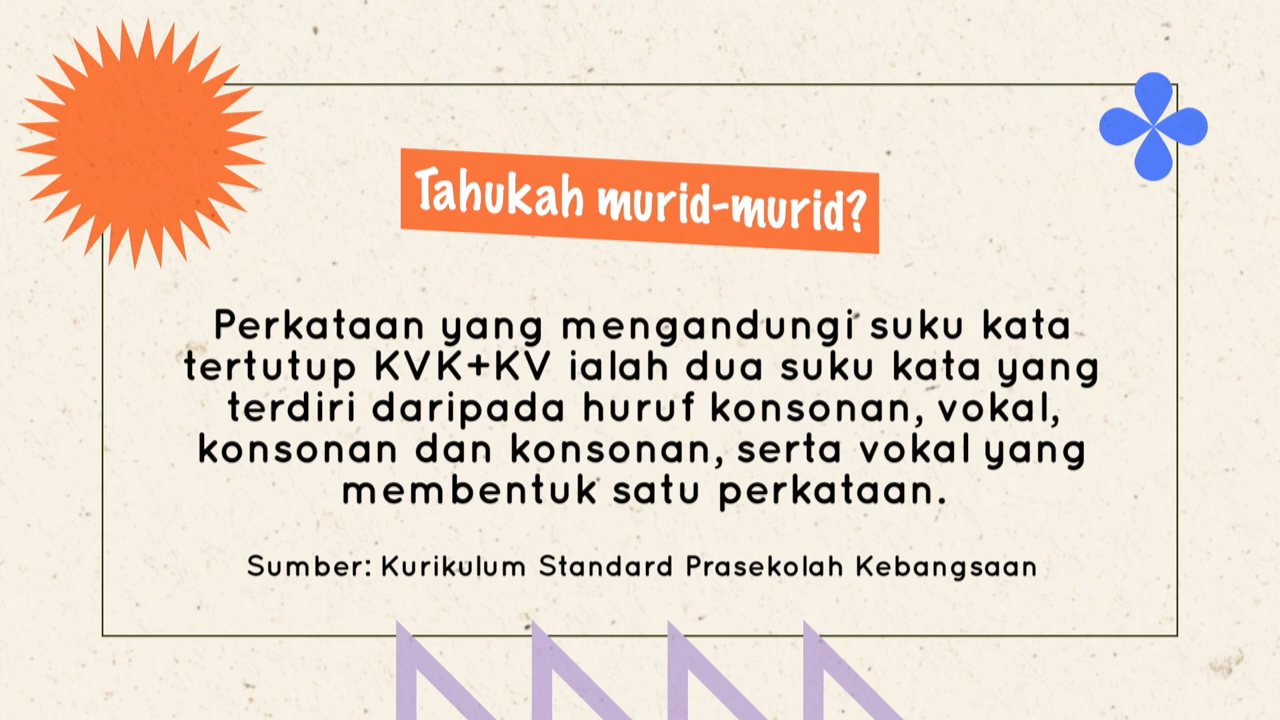 Tahukah murid-murid?
Perkataan yang mengandungi suku kata
tertutup KVK+KV ialah dua suku kata yang
terdiri daripada huruf konsonan, vokal,
konsonan dan konsonan, serta vokal yang
membentuk satu perkataan.
Sumber: Kurikulum Standard Prasekolah Kebangsaan